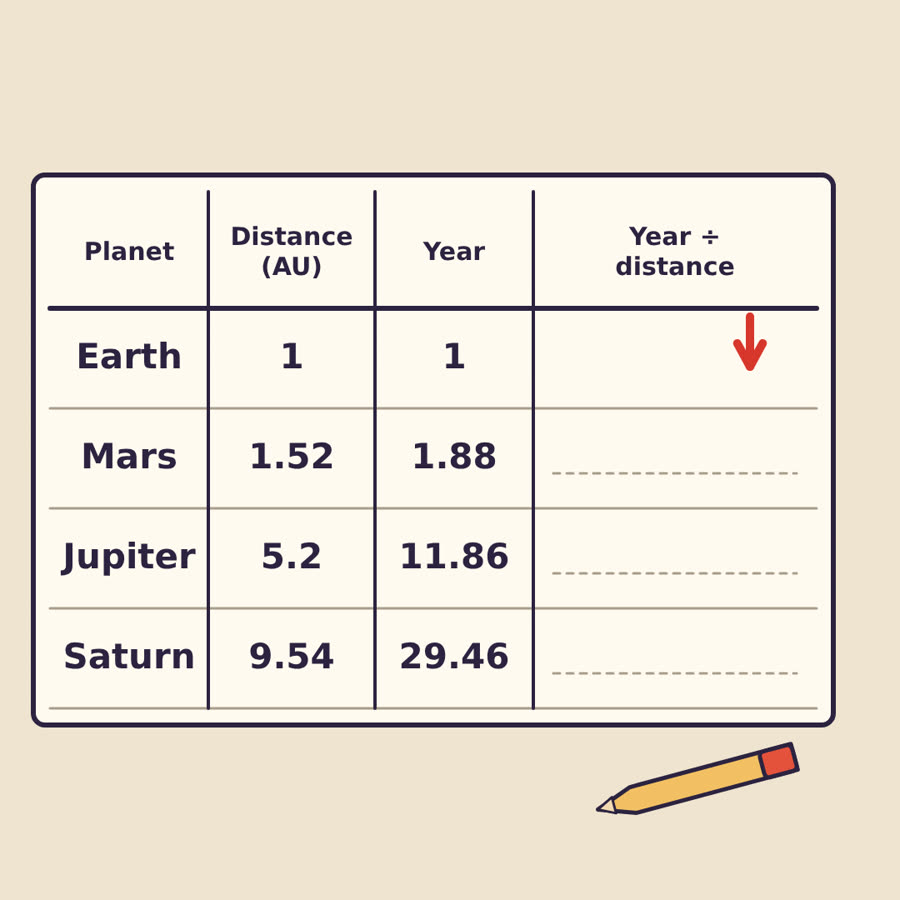 Planet
Distance
(AU)
Year
Year ÷
distance
Earth 1 1
Mars 1.52 1.88
Jupiter 5.2 11.86
Saturn 9.54 29.46